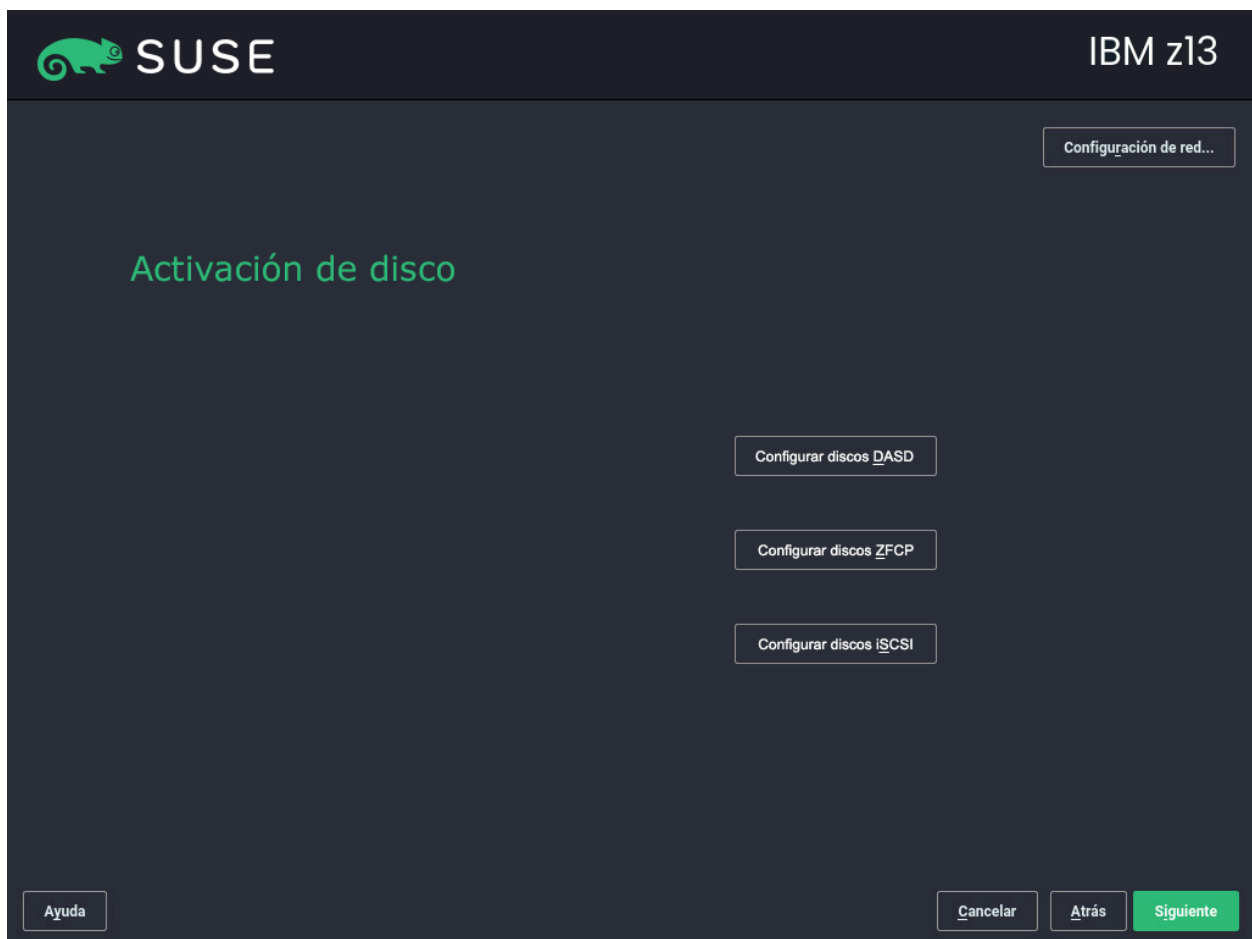 SUSE
IBM z13
Configuración de red...
Activación de disco
Configurar discos DASD
Configurar discos ZFCP
Configurar discos iSCSI
Ayuda
Cancelar
Atrás
Siguiente